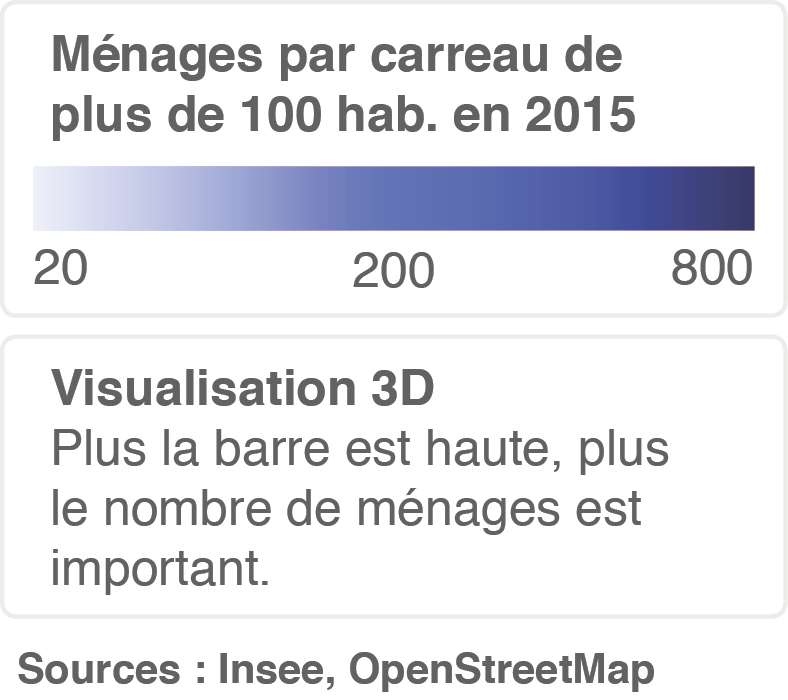 Ménages par carreau de
plus de 100 hab. en 2015
20 200 800
Visualisation 3D
Plus la barre est haute, plus
le nombre de ménages est
important.
Sources : Insee, OpenStreetMap